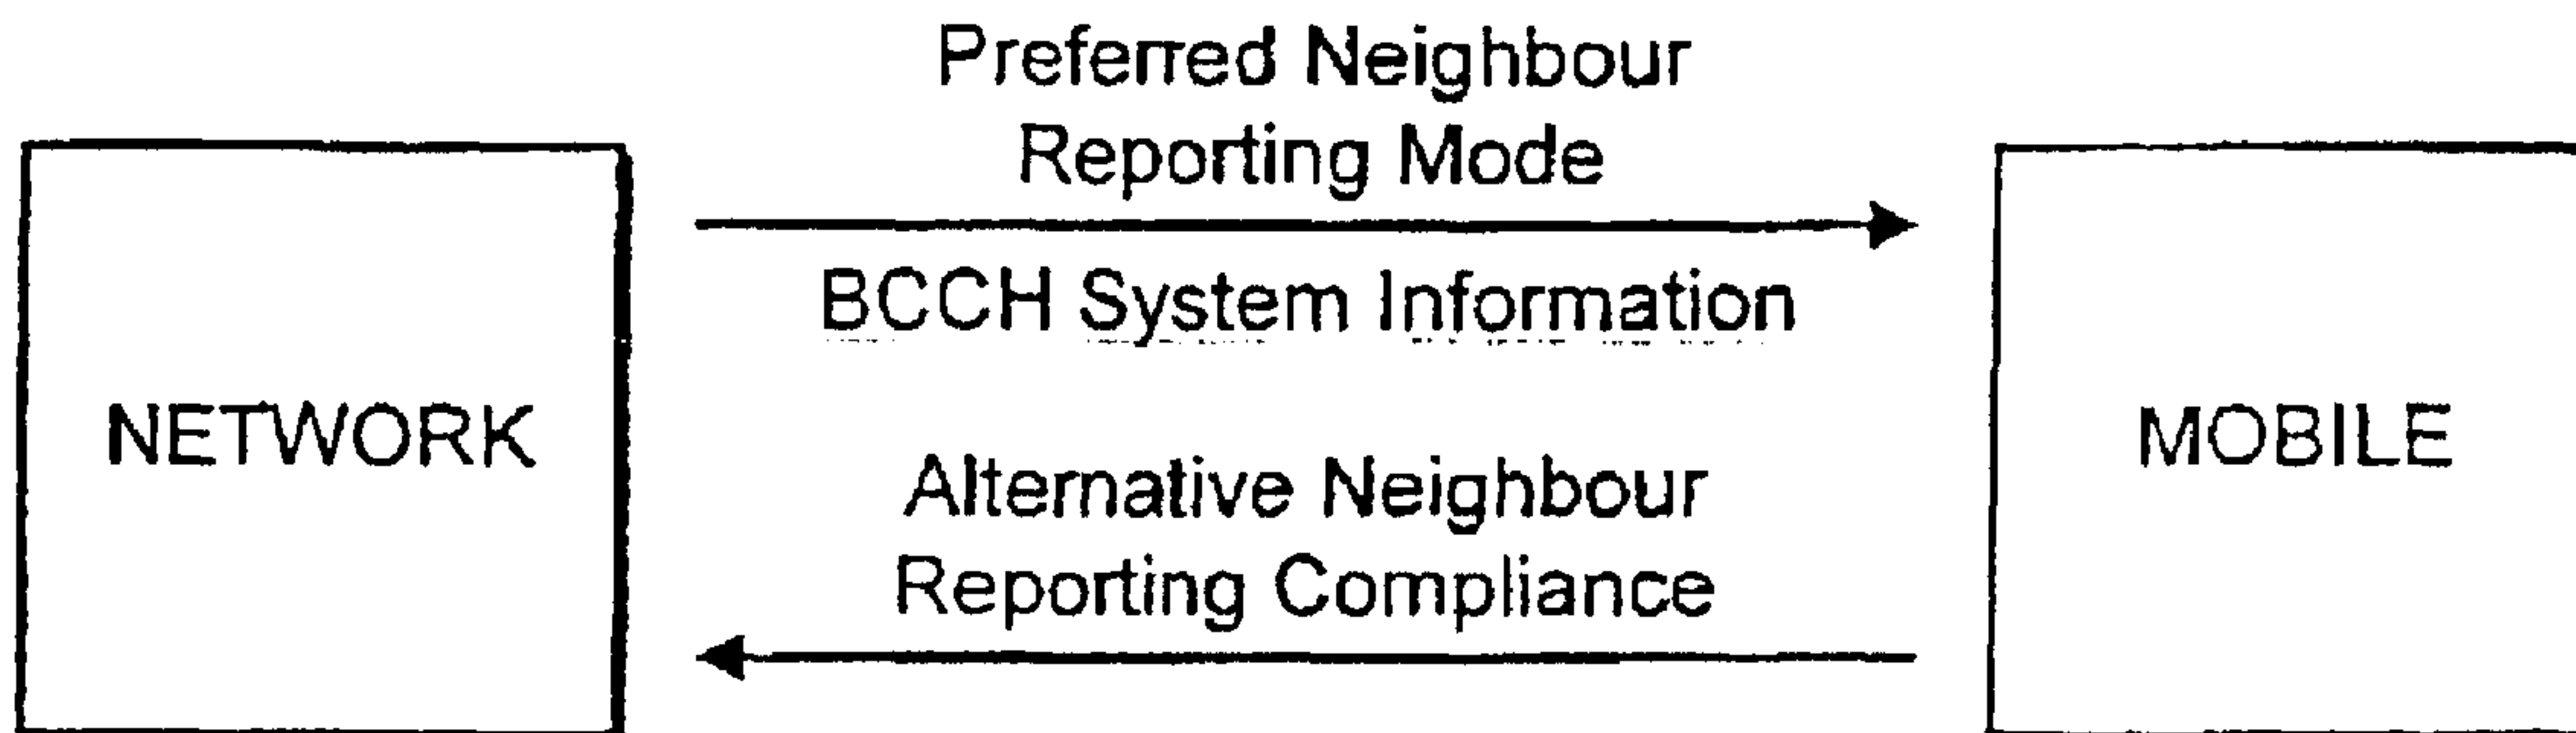 Preferred Neighbour
Reporting Mode
BCCH System Information
NETWORK
MOBILE
Alternative Neighbour
Reporting Compliance